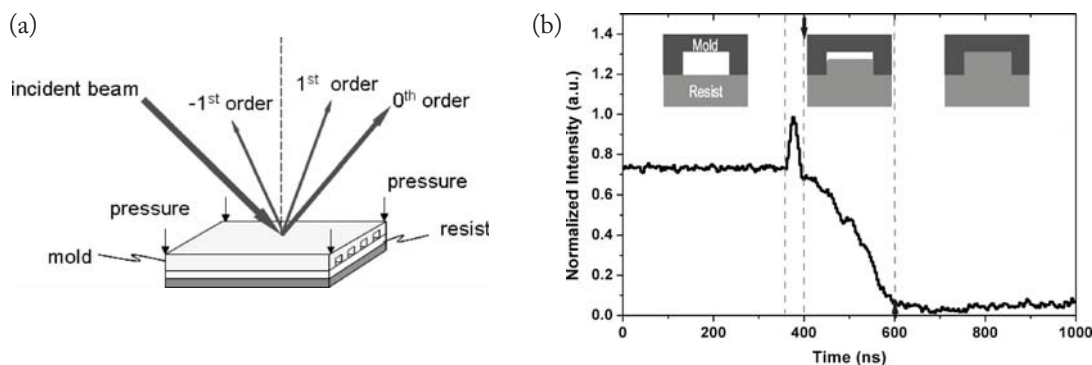 (a)
incident beam
-1st order
1st order
0th order
pressure
pressure
resist
mold
(b)
Normalized Intensity (a.u.)
1.4
1.2
1.0
0.8
0.6
0.4
0.2
0.0
Mold
Resist
0
200
400
600
800
1000
Time (ns)